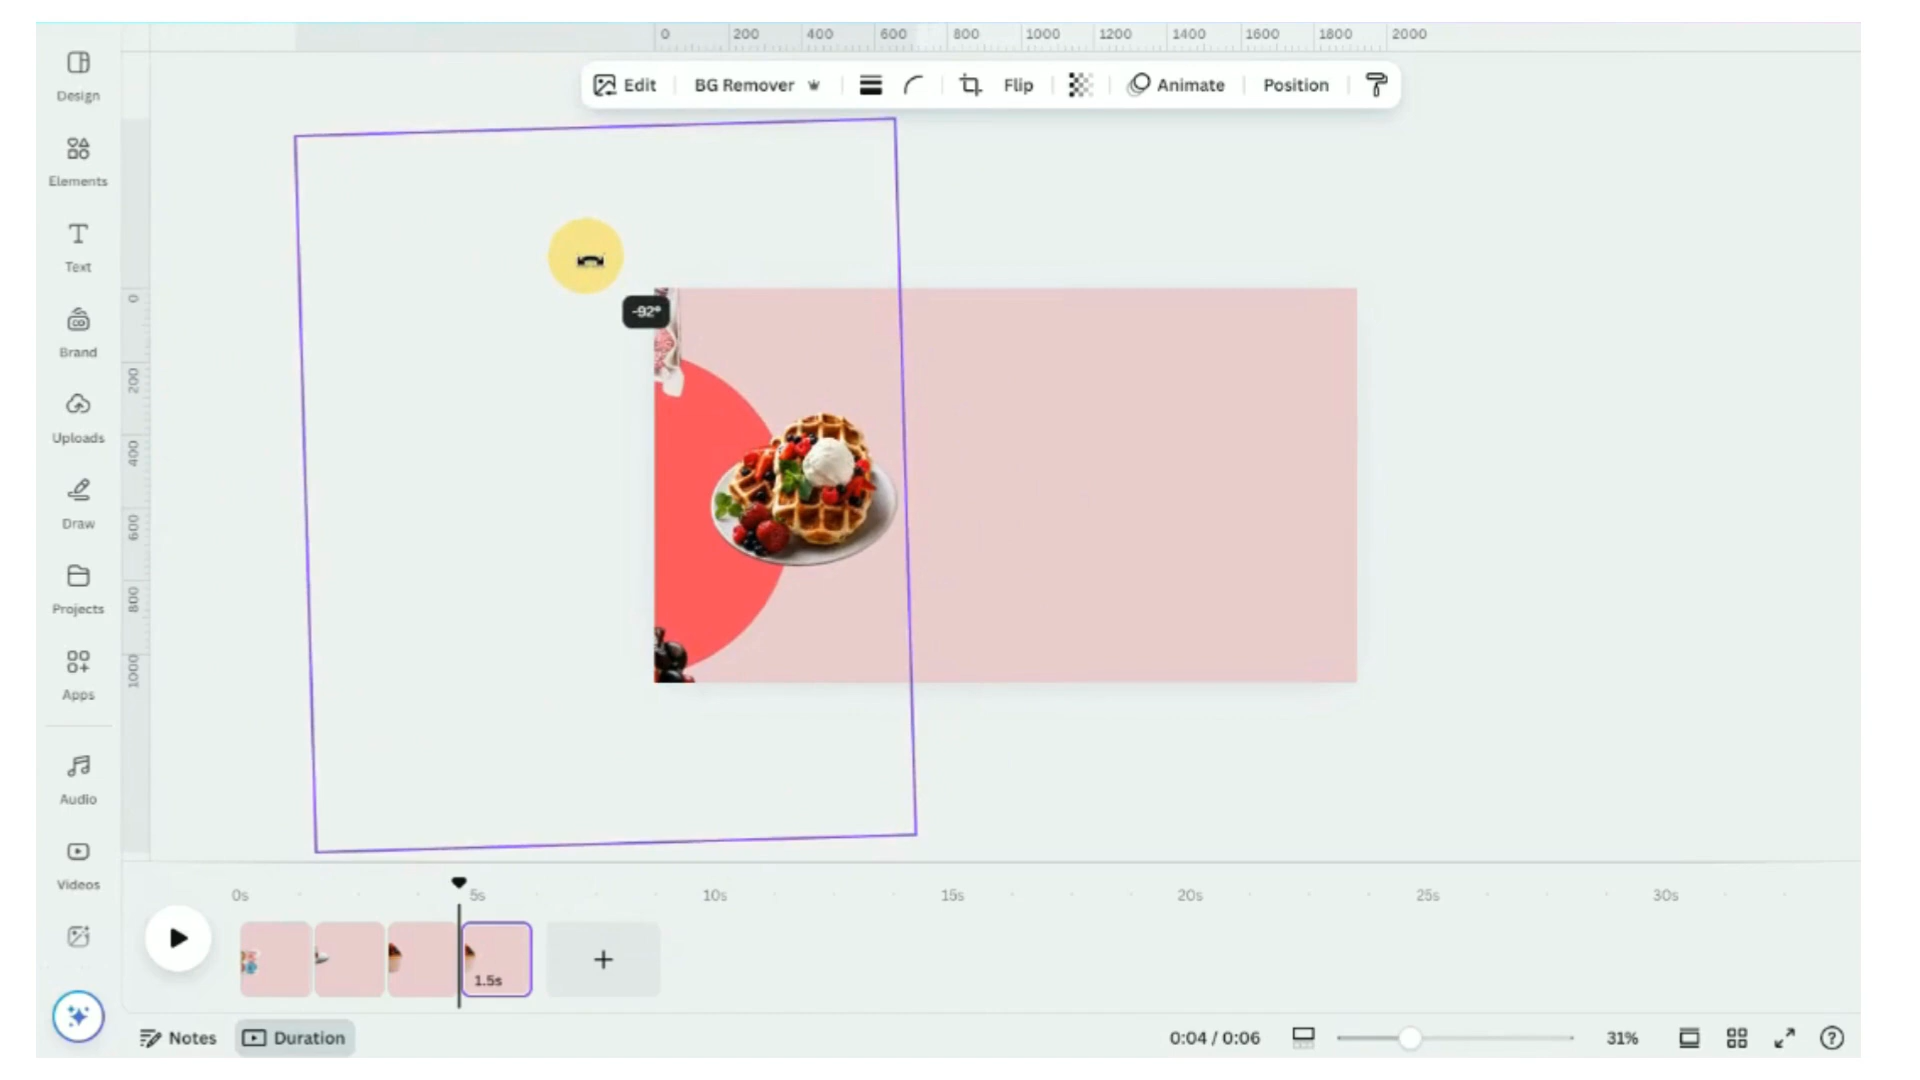 0 200 400 600 800 1000 1200 1400 1600 1800 2000
Edit BG Remover Flip Animate Position
Design
Elements
Text
Brand
Uploads
Draw
Projects
Apps
Audio
Videos
0
200
400
600
800
1000
-92°
0s 5s 10s 15s 20s 25s 30s
1.5s
Notes Duration 0:04 / 0:06 31%